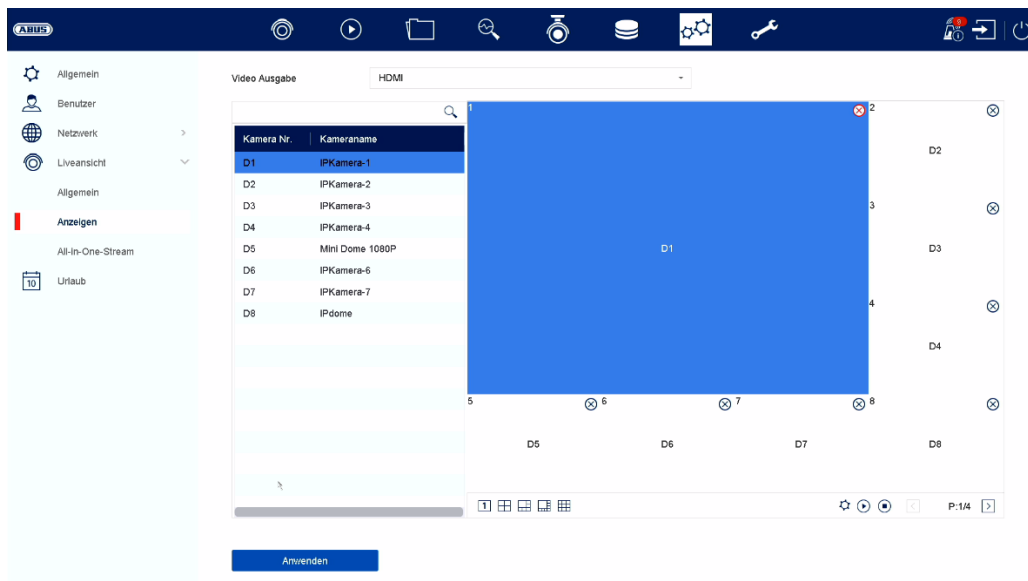 ABUS
9
Allgemein
Benutzer
Netzwerk
Liveansicht
Allgemein
Anzeigen
All-in-One-Stream
10
Urlaub
Video Ausgabe
HDMI
Kamera Nr.
Kameraname
D1
IPKamera-1
D2
IPKamera-2
D3
IPKamera-3
D4
IPKamera-4
D5
Mini Dome 1080P
D6
IPKamera-6
D7
IPKamera-7
D8
IPdome
1
D1
2
D2
3
D3
4
D4
5
D5
6
D6
7
D7
8
D8
1
P:1/4
Anwenden